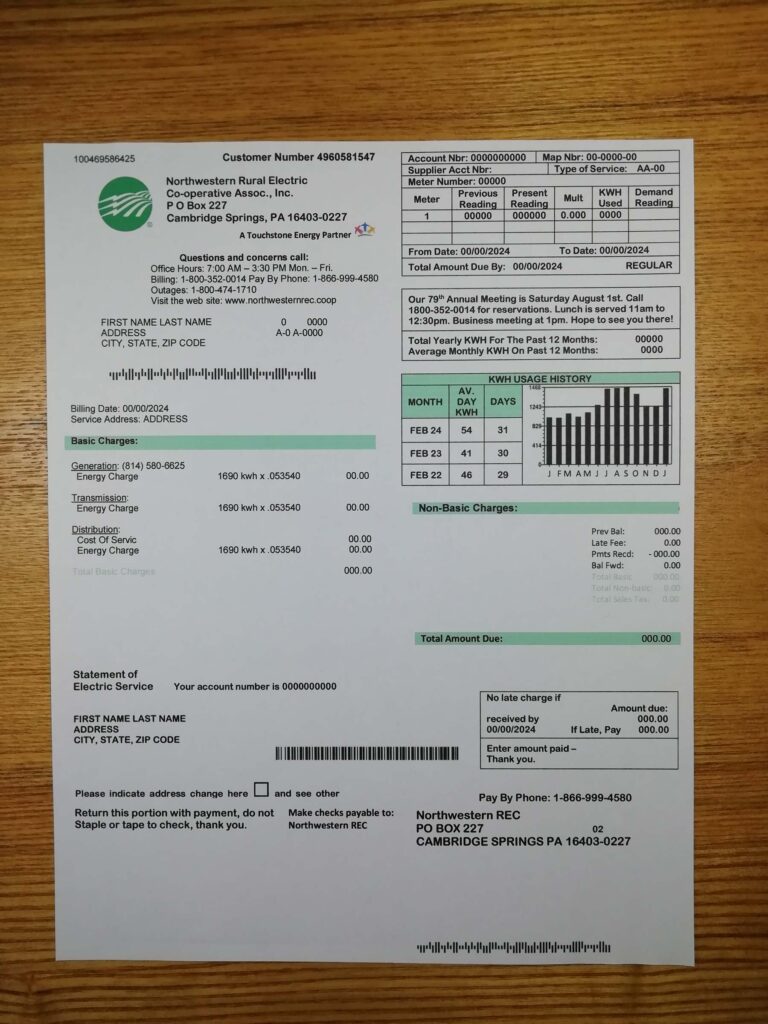 100469586425
Customer Number 4960581547
Northwestern Rural Electric
Co-operative Assoc., Inc.
P O Box 227
Cambridge Springs, PA 16403-0227
A Touchstone Energy Partner
Questions and concerns call:
Office Hours: 7:00 AM – 3:30 PM Mon. – Fri.
Billing: 1-800-352-0014 Pay By Phone: 1-866-999-4580
Outages: 1-800-474-1710
Visit the web site: www.northwesternrec.coop
FIRST NAME LAST NAME 0 0000
ADDRESS A-0 A-0000
CITY, STATE, ZIP CODE
Billing Date: 00/00/2024
Service Address: ADDRESS
Basic Charges:
Generation: (814) 580-6625
Energy Charge 1690 kwh x .053540 00.00
Transmission:
Energy Charge 1690 kwh x .053540 00.00
Distribution:
Cost Of Servic 00.00
Energy Charge 1690 kwh x .053540 00.00
Total Basic Charges: 000.00
Account Nbr: 0000000000 Map Nbr: 00-0000-00
Supplier Acct Nbr: Type of Service: AA-00
Meter Number: 00000
Meter Previous Reading Present Reading Mult KWH Used Demand Reading
1 00000 000000 0.000 0000
From Date: 00/00/2024 To Date: 00/00/2024
Total Amount Due By: 00/00/2024 REGULAR
Our 79th Annual Meeting is Saturday August 1st. Call
1800-352-0014 for reservations. Lunch is served 11am to
12:30pm. Business meeting at 1pm. Hope to see you there!
Total Yearly KWH For The Past 12 Months: 00000
Average Monthly KWH On Past 12 Months: 0000
KWH USAGE HISTORY
MONTH AV. DAY KWH DAYS
FEB 24 54 31
FEB 23 41 30
FEB 22 46 29
1488
1243
829
414
0
J F M A M J J A S O N D J
Non-Basic Charges:
Prev Bal: 000.00
Late Fee: 0.00
Pmts Recd: - 000.00
Bal Fwd: 0.00
Total Basic 000.00
Total Non-basic: 0.00
Total Sales Tax: 0.00
Total Amount Due: 000.00
Statement of
Electric Service Your account number is 0000000000
FIRST NAME LAST NAME
ADDRESS
CITY, STATE, ZIP CODE
No late charge if
Amount due:
received by 000.00
00/00/2024 If Late, Pay 000.00
Enter amount paid –
Thank you.
Please indicate address change here and see other
Return this portion with payment, do not
Staple or tape to check, thank you.
Make checks payable to:
Northwestern REC
Pay By Phone: 1-866-999-4580
Northwestern REC
PO BOX 227 02
CAMBRIDGE SPRINGS PA 16403-0227